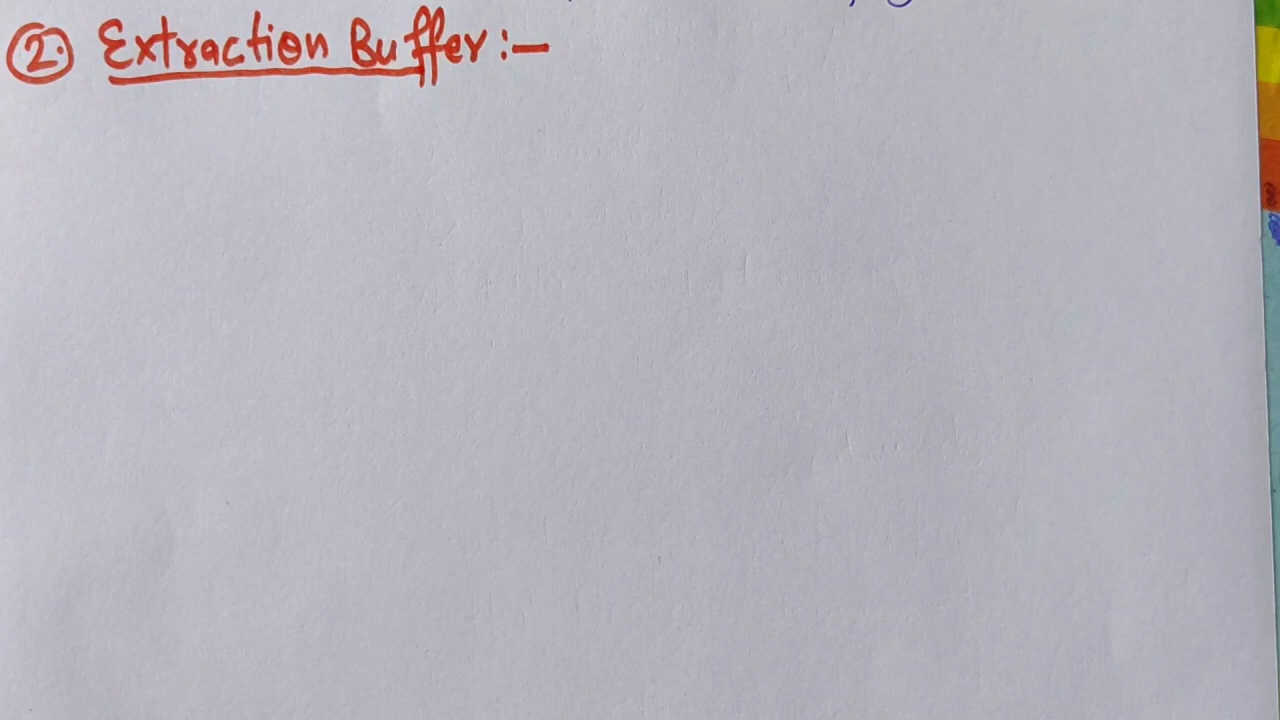 2. Extraction Buffer :-